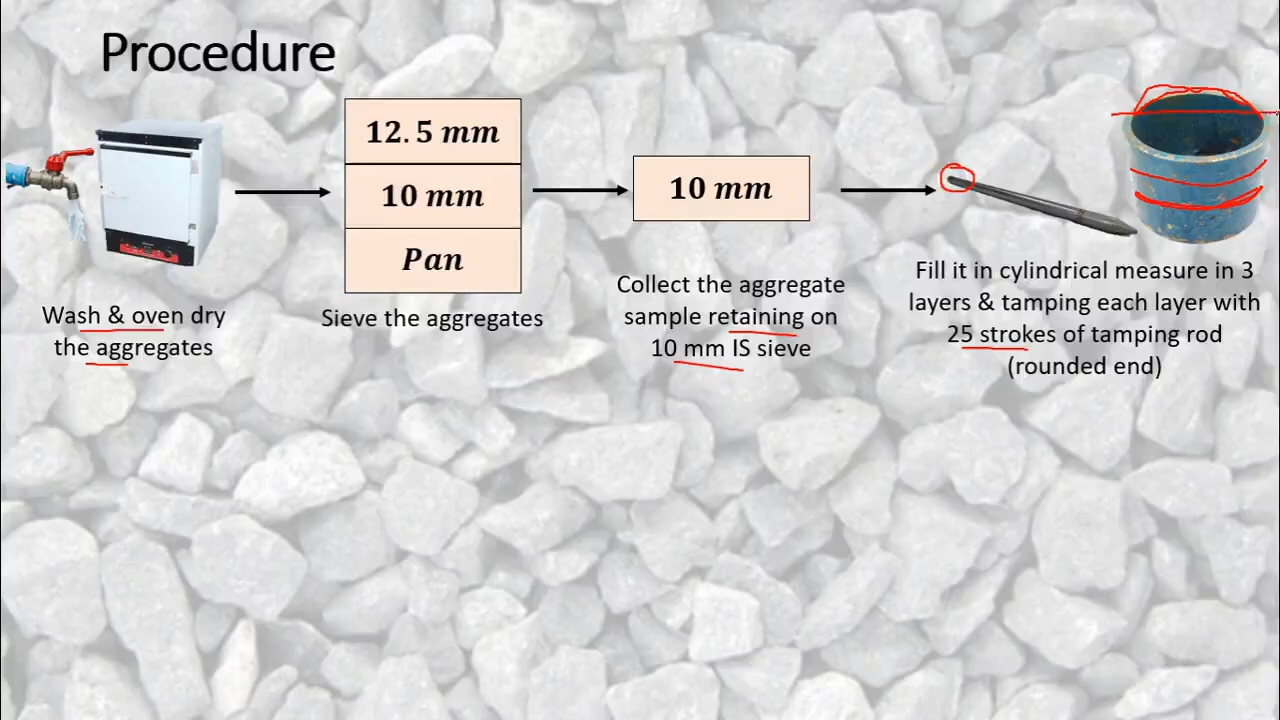 Procedure
12.5 mm
10 mm
Pan
10 mm
Wash & oven dry
the aggregates
Sieve the aggregates
Collect the aggregate
sample retaining on
10 mm IS sieve
Fill it in cylindrical measure in 3
layers & tamping each layer with
25 strokes of tamping rod
(rounded end)